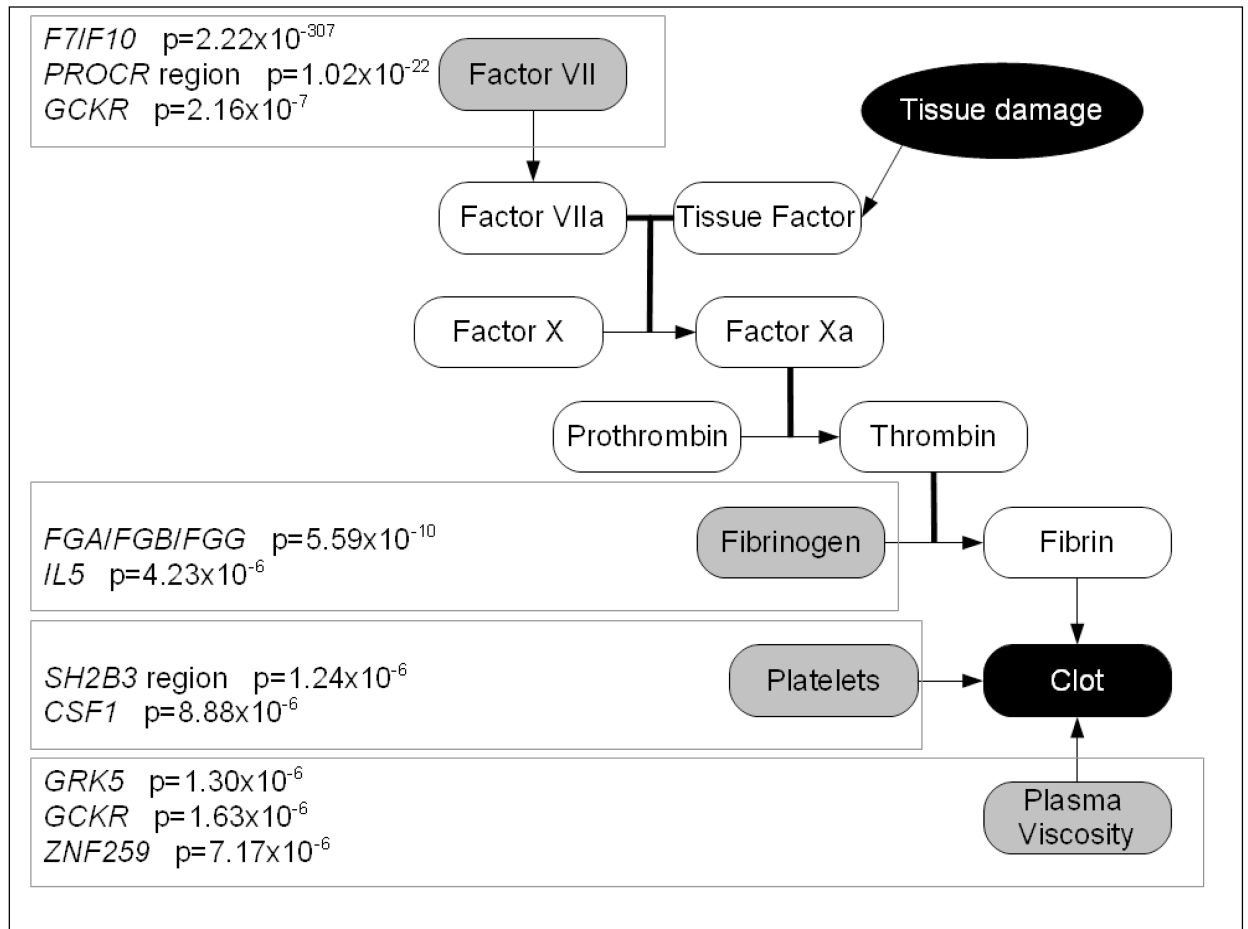 F7/F10 p=2.22x10⁻³⁰⁷
PROCR region p=1.02x10⁻²²
GCKR p=2.16x10⁻⁷
Factor VII
Tissue damage
Factor VIIa
Tissue Factor
Factor X
Factor Xa
Prothrombin
Thrombin
FGA/FGB/FGG p=5.59x10⁻¹⁰
IL5 p=4.23x10⁻⁶
Fibrinogen
Fibrin
SH2B3 region p=1.24x10⁻⁶
CSF1 p=8.88x10⁻⁶
Platelets
Clot
GRK5 p=1.30x10⁻⁶
GCKR p=1.63x10⁻⁶
ZNF259 p=7.17x10⁻⁶
Plasma
Viscosity